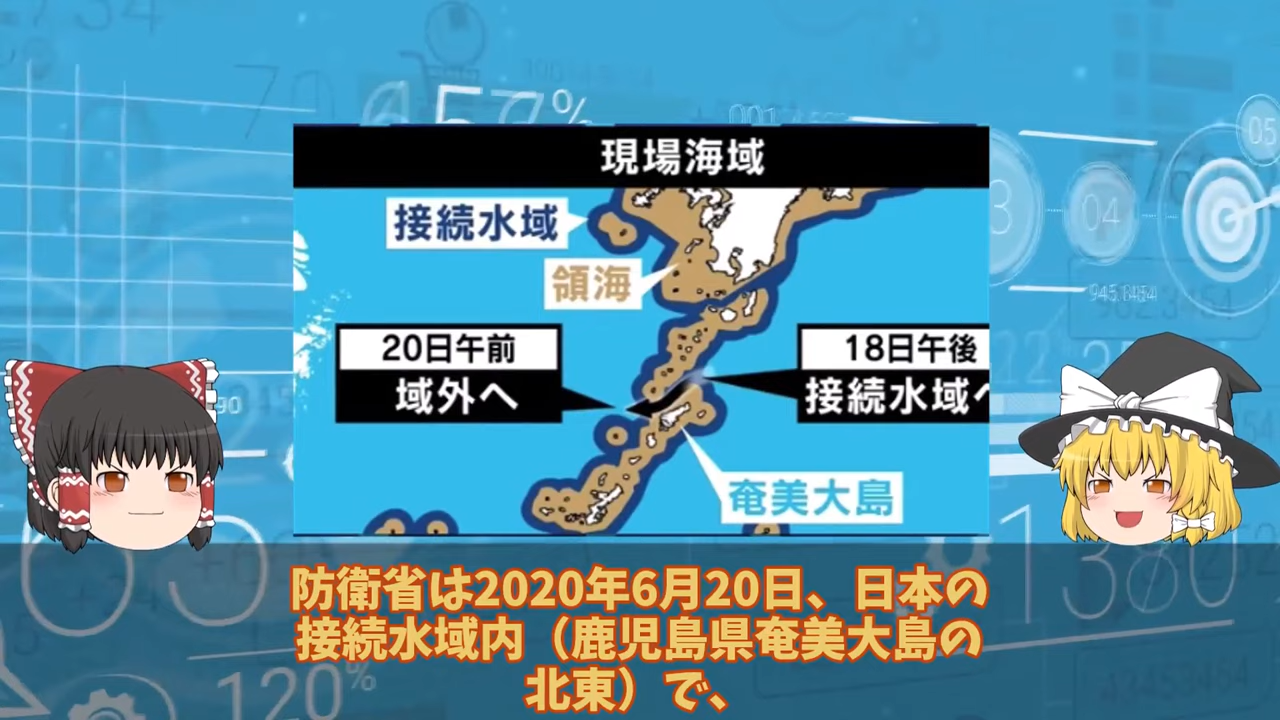 現場海域
接続水域
領海
20日午前
域外へ
18日午後
接続水域へ
奄美大島
防衛省は2020年6月20日、日本の
接続水域内（鹿児島県奄美大島の
北東）で、
04
05
120%